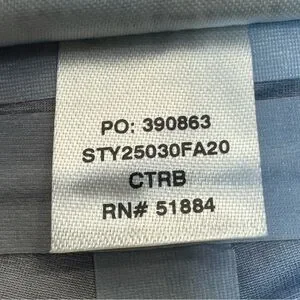 PO: 390863
STY25030FA20
CTRB
RN# 51884